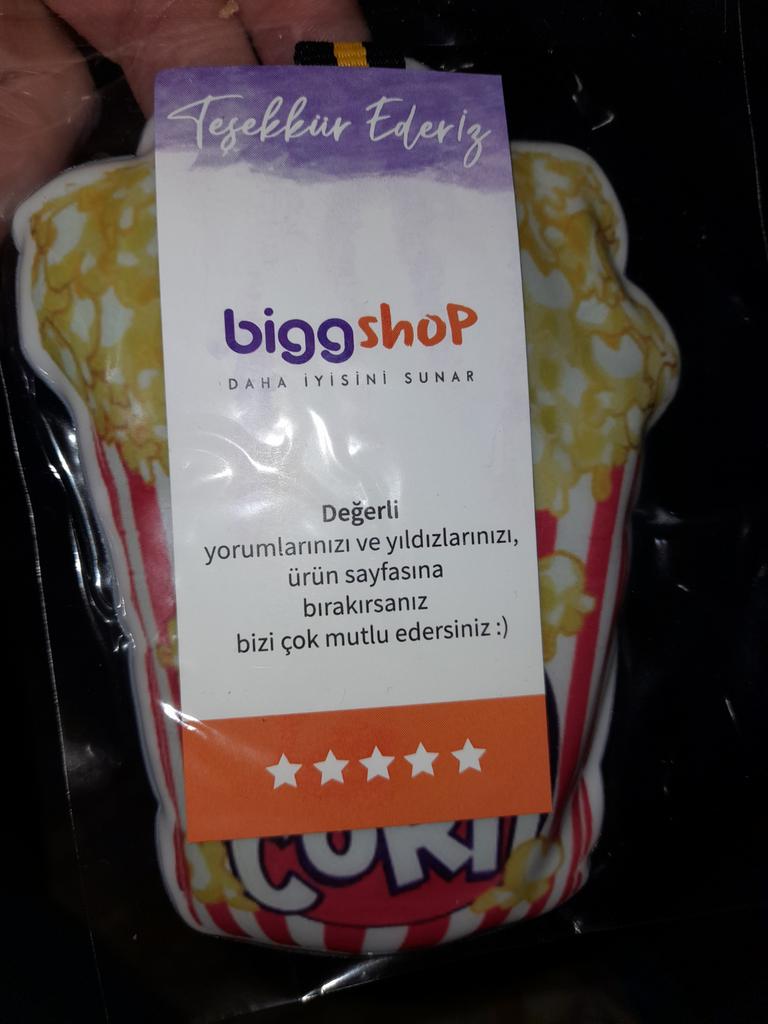 Teşekkür Ederiz
biggshop
DAHA İYİSİNİ SUNAR
Değerli
yorumlarınızı ve yıldızlarınızı,
ürün sayfasına
bırakırsanız
bizi çok mutlu edersiniz :)
CORN